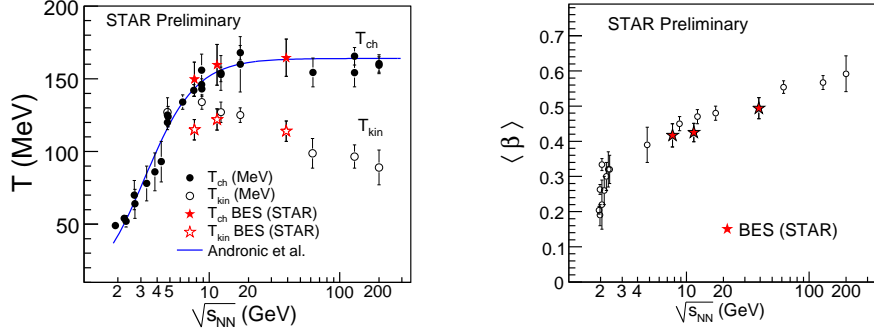 STAR Preliminary
T_ch
T_kin
T (MeV)
200
150
100
50
T_ch (MeV)
T_kin (MeV)
T_ch BES (STAR)
T_kin BES (STAR)
Andronic et al.
2 3 4 5 10 20 100 200
√s_NN (GeV)
STAR Preliminary
⟨ β ⟩
0.8
0.7
0.6
0.5
0.4
0.3
0.2
0.1
0
BES (STAR)
2 3 4 10 20 100 200
√s_NN (GeV)